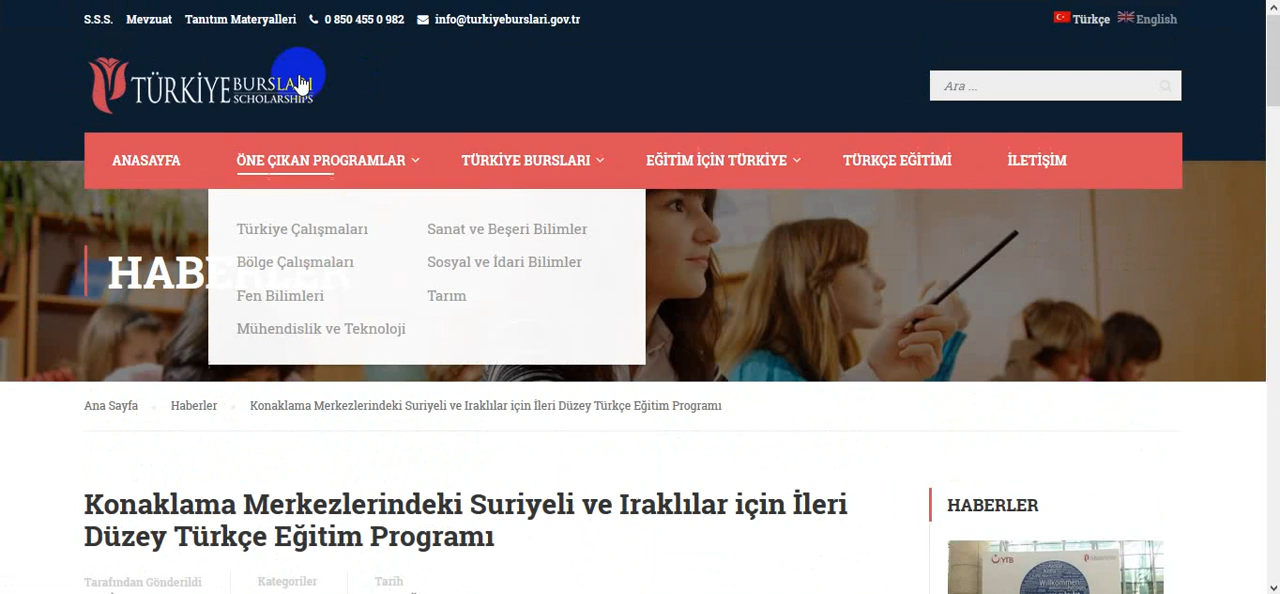 S.S.S. Mevzuat Tanıtım Materyalleri 0 850 455 0 982 info@turkiyeburslari.gov.tr Türkçe English
TÜRKİYE BURSLARI
SCHOLARSHIPS
Ara ...
ANASAYFA ÖNE ÇIKAN PROGRAMLAR TÜRKİYE BURSLARI EĞİTİM İÇİN TÜRKİYE TÜRKÇE EĞİTİMİ İLETİŞİM
Türkiye Çalışmaları Sanat ve Beşeri Bilimler
Bölge Çalışmaları Sosyal ve İdari Bilimler
HABERLER
Fen Bilimleri Tarım
Mühendislik ve Teknoloji
Ana Sayfa Haberler Konaklama Merkezlerindeki Suriyeli ve Iraklılar için İleri Düzey Türkçe Eğitim Programı
Konaklama Merkezlerindeki Suriyeli ve Iraklılar için İleri
Düzey Türkçe Eğitim Programı
HABERLER
Tarafından Gönderildi Kategoriler Tarih
YTB
Willkommen